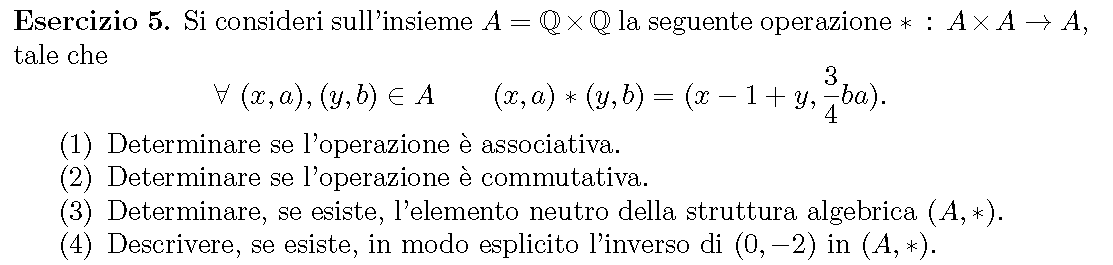 Esercizio 5. Si consideri sull'insieme A = ℚ × ℚ la seguente operazione ∗ : A × A → A,
tale che
∀ (x, a), (y, b) ∈ A (x, a) ∗ (y, b) = (x − 1 + y, \frac{3}{4}ba).
(1) Determinare se l'operazione è associativa.
(2) Determinare se l'operazione è commutativa.
(3) Determinare, se esiste, l'elemento neutro della struttura algebrica (A, ∗).
(4) Descrivere, se esiste, in modo esplicito l'inverso di (0, −2) in (A, ∗).